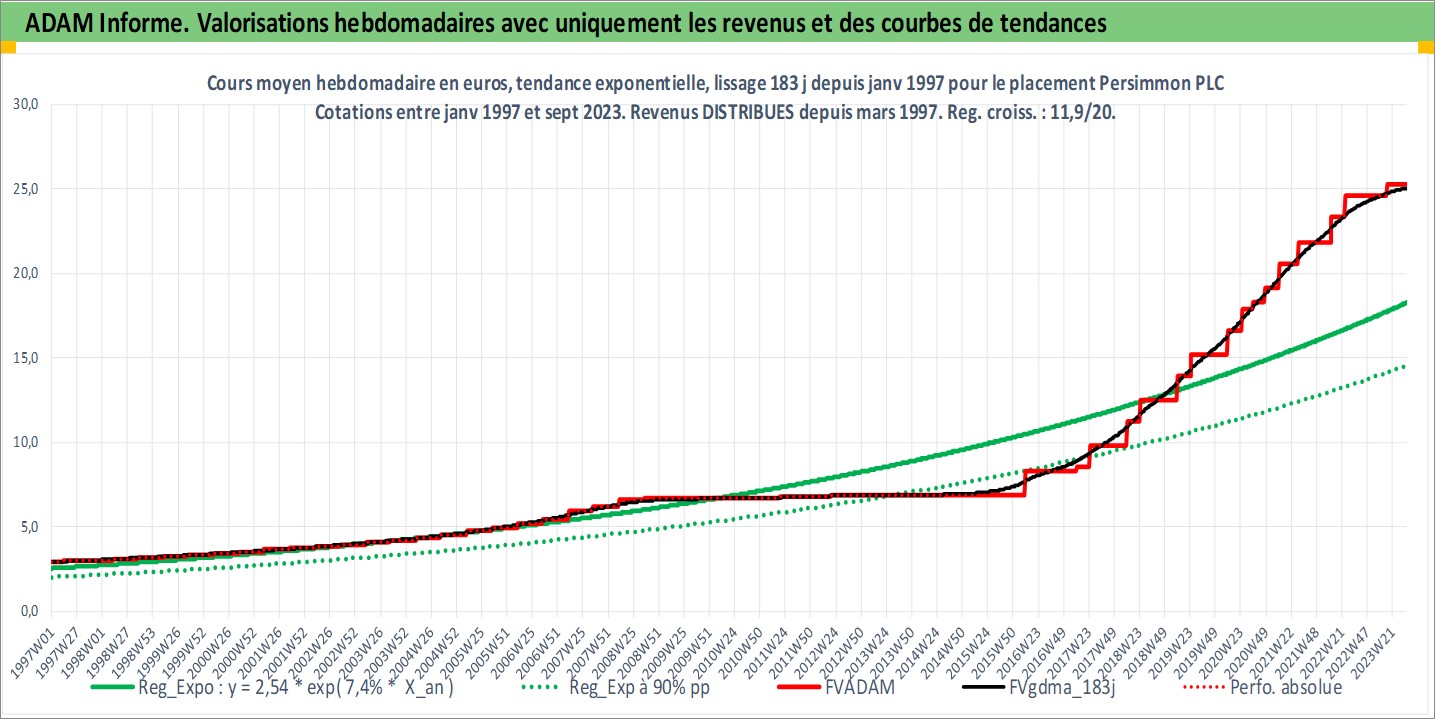 ADAM Informe. Valorisations hebdomadaires avec uniquement les revenus et des courbes de tendances
Cours moyen hebdomadaire en euros, tendance exponentielle, lissage 183 j depuis janv 1997 pour le placement Persimmon PLC
Cotations entre janv 1997 et sept 2023. Revenus DISTRIBUES depuis mars 1997. Reg. croiss. : 11,9/20.
30,0
25,0
20,0
15,0
10,0
5,0
0,0
1997W01
1997W27
1998W01
1998W27
1998W53
1999W26
1999W52
2000W26
2000W52
2001W26
2001W52
2002W26
2002W52
2003W26
2003W52
2004W26
2004W52
2005W25
2005W51
2006W25
2006W51
2007W25
2007W51
2008W25
2008W51
2009W25
2009W51
2010W24
2010W50
2011W24
2011W50
2012W24
2012W50
2013W24
2013W50
2014W24
2014W50
2015W24
2015W50
2016W23
2016W49
2017W23
2017W49
2018W23
2018W49
2019W23
2019W49
2020W23
2020W49
2021W22
2021W48
2022W21
2022W47
2023W21
Reg_Expo : y = 2,54 * exp( 7,4% * X_an )
Reg_Exp à 90% pp
FVADAM
FVgdma_183j
Perfo. absolue